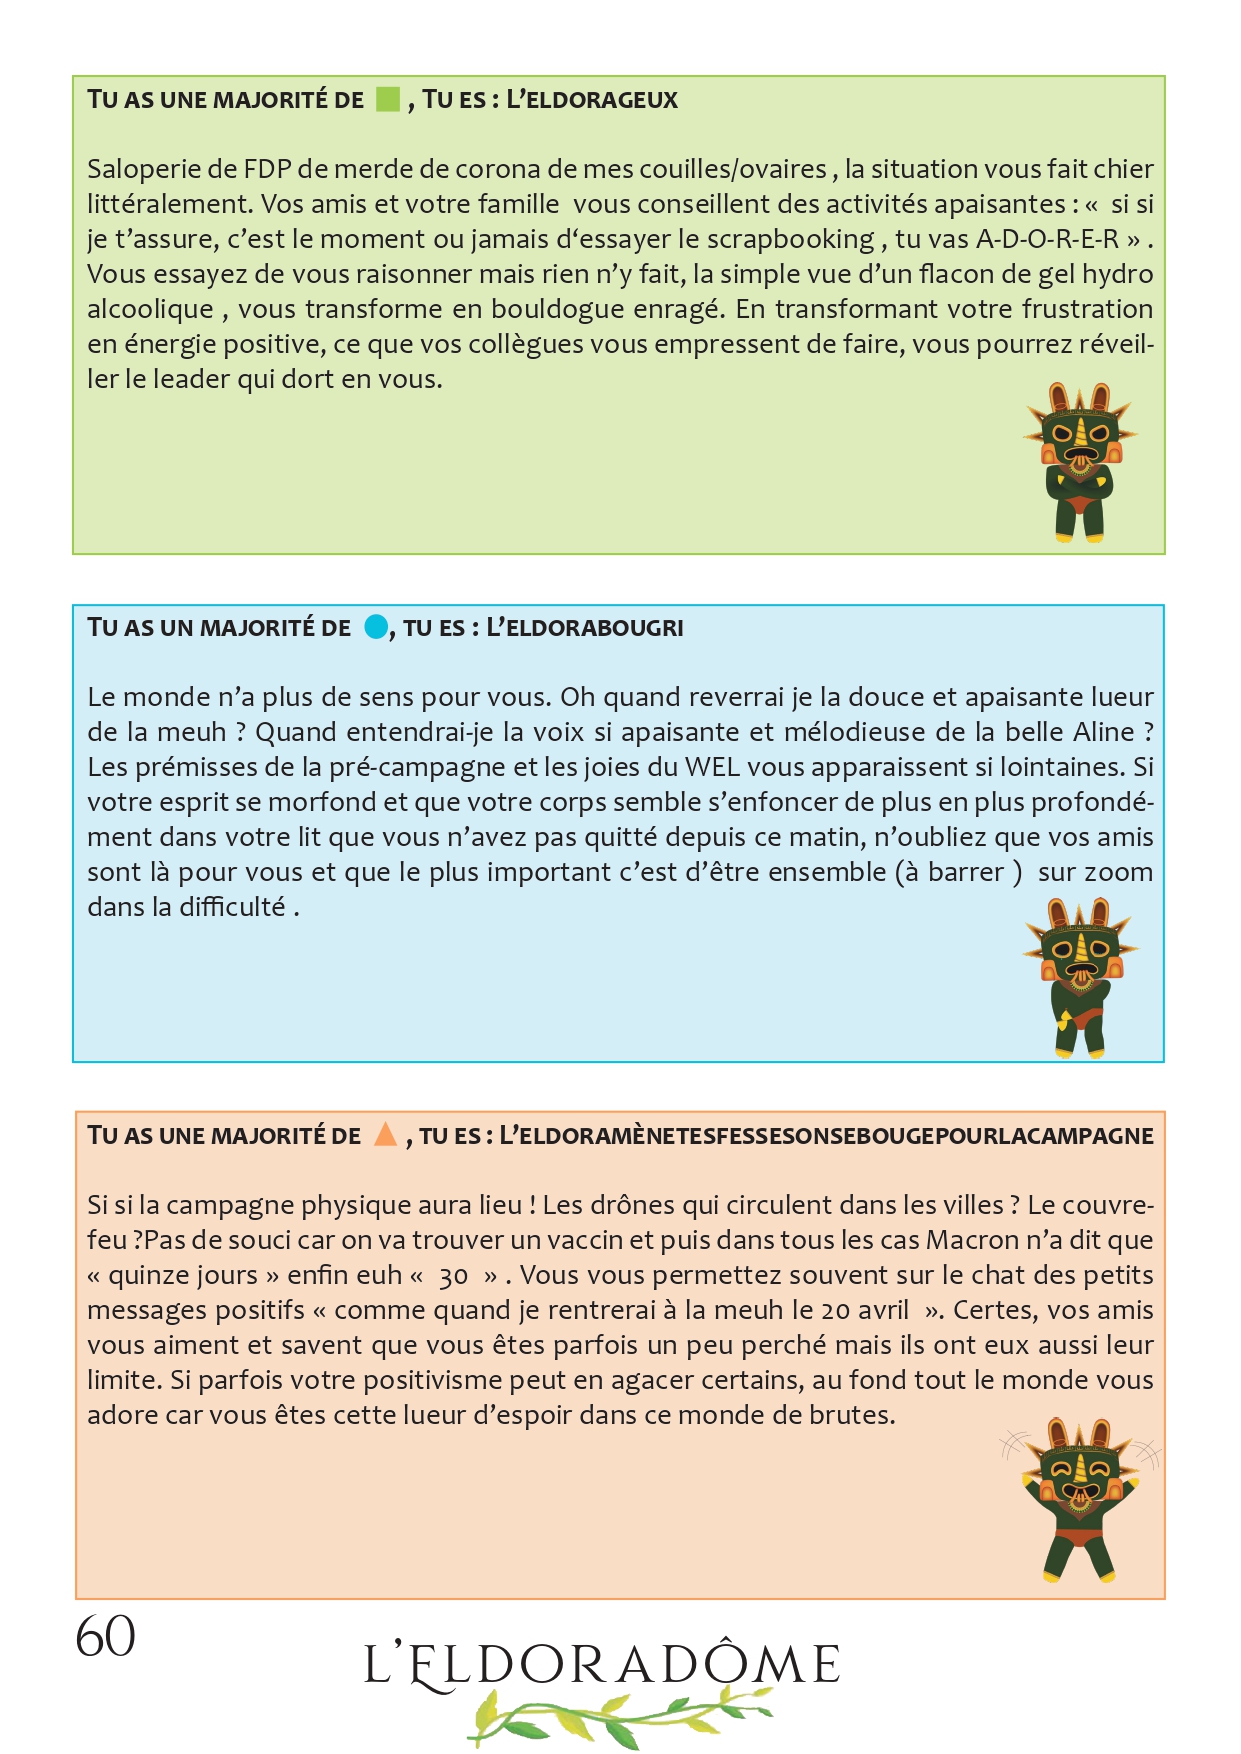 Tu as une majorité de , Tu es : L’eldorageux
Saloperie de FDP de merde de corona de mes couilles/ovaires , la situation vous fait chier
littéralement. Vos amis et votre famille vous conseillent des activités apaisantes : « si si
je t’assure, c’est le moment ou jamais d‘essayer le scrapbooking , tu vas A-D-O-R-E-R » .
Vous essayez de vous raisonner mais rien n’y fait, la simple vue d’un flacon de gel hydro
alcoolique , vous transforme en bouldogue enragé. En transformant votre frustration
en énergie positive, ce que vos collègues vous empressent de faire, vous pourrez réveil-
ler le leader qui dort en vous.
Tu as un majorité de , tu es : L’eldorabougri
Le monde n’a plus de sens pour vous. Oh quand reverrai je la douce et apaisante lueur
de la meuh ? Quand entendrai-je la voix si apaisante et mélodieuse de la belle Aline ?
Les prémisses de la pré-campagne et les joies du WEL vous apparaissent si lointaines. Si
votre esprit se morfond et que votre corps semble s’enfoncer de plus en plus profondé-
ment dans votre lit que vous n’avez pas quitté depuis ce matin, n’oubliez que vos amis
sont là pour vous et que le plus important c’est d’être ensemble (à barrer ) sur zoom
dans la difficulté .
Tu as une majorité de , tu es : L’eldoramènetesfessesonsebougepourlacampagne
Si si la campagne physique aura lieu ! Les drônes qui circulent dans les villes ? Le couvre-
feu ?Pas de souci car on va trouver un vaccin et puis dans tous les cas Macron n’a dit que
« quinze jours » enfin euh « 30 » . Vous vous permettez souvent sur le chat des petits
messages positifs « comme quand je rentrerai à la meuh le 20 avril ». Certes, vos amis
vous aiment et savent que vous êtes parfois un peu perché mais ils ont eux aussi leur
limite. Si parfois votre positivisme peut en agacer certains, au fond tout le monde vous
adore car vous êtes cette lueur d’espoir dans ce monde de brutes.
60
L’Eldoradôme